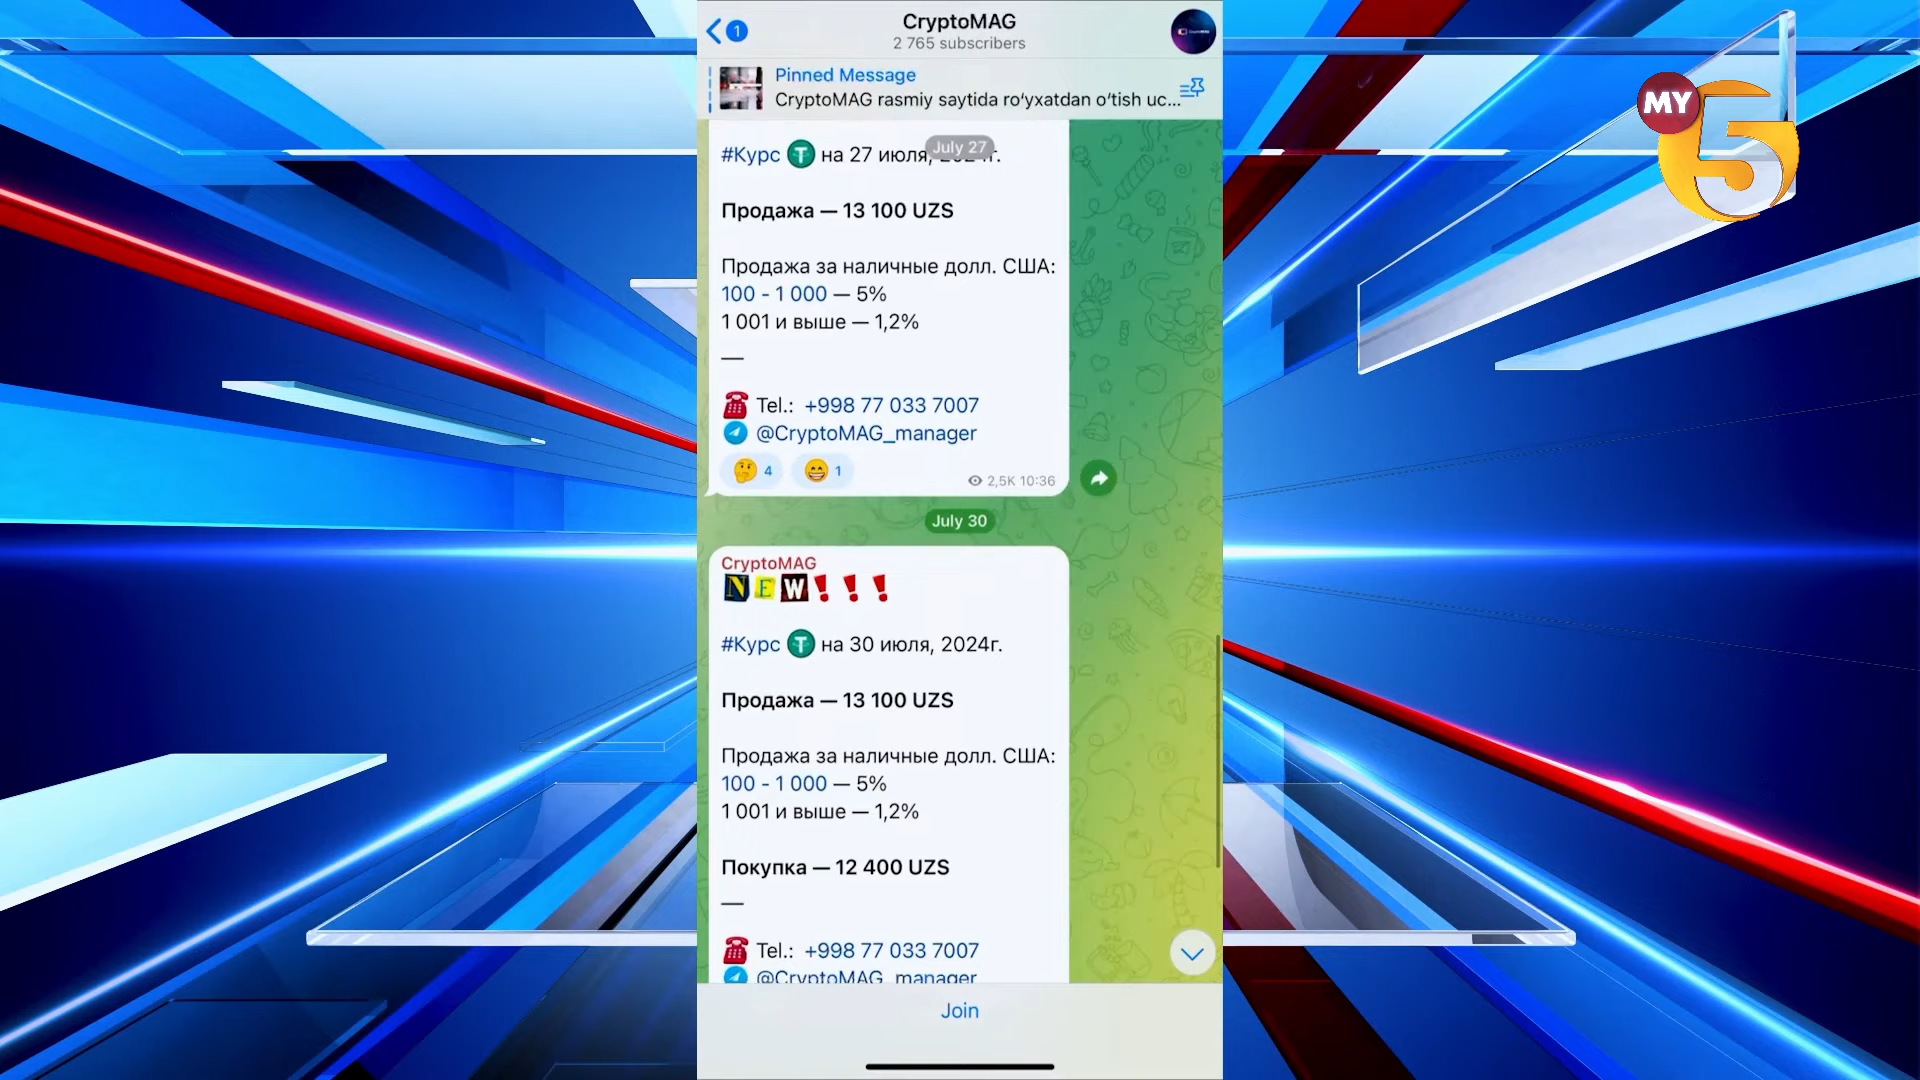 1
CryptoMAG
2 765 subscribers
Pinned Message
CryptoMAG rasmiy saytida ro‘yxatdan o‘tish uc...
MY
5
July 27
#Курс на 27 июля, г.
Продажа — 13 100 UZS
Продажа за наличные долл. США:
100 - 1 000 — 5%
1 001 и выше — 1,2%
—
Tel.: +998 77 033 7007
@CryptoMAG_manager
4 1
2,5K 10:36
July 30
CryptoMAG
NEW❗❗❗
#Курс на 30 июля, 2024г.
Продажа — 13 100 UZS
Продажа за наличные долл. США:
100 - 1 000 — 5%
1 001 и выше — 1,2%
Покупка — 12 400 UZS
—
Tel.: +998 77 033 7007
@CryptoMAG_manager
Join